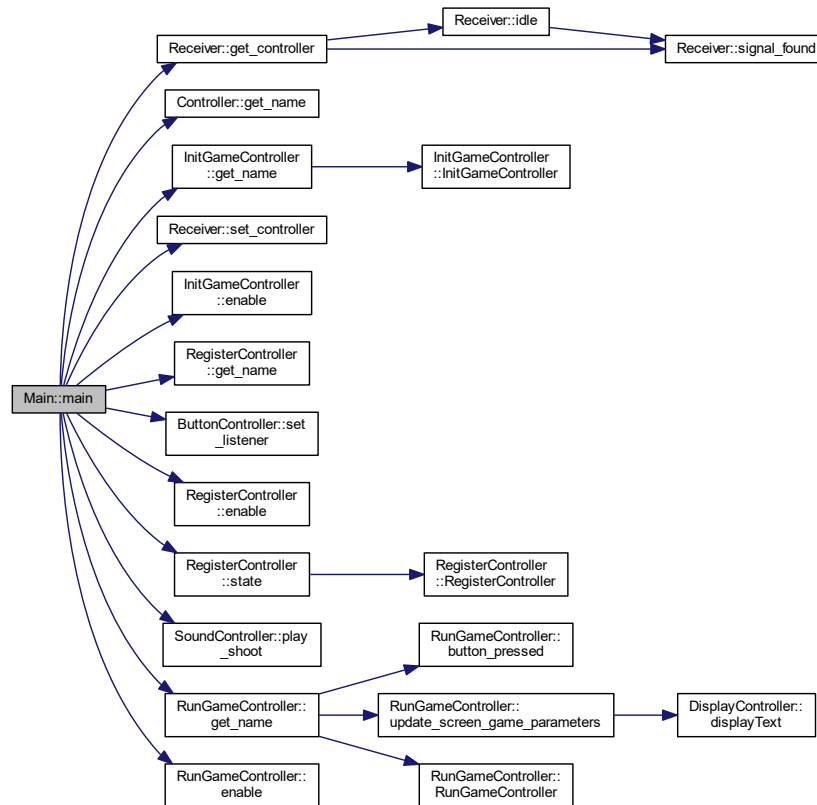 Receiver::idle
Receiver::get_controller
Receiver::signal_found
Controller::get_name
InitGameController
::get_name
InitGameController
::InitGameController
Receiver::set_controller
InitGameController
::enable
RegisterController
::get_name
Main::main
ButtonController::set
_listener
RegisterController
::enable
RegisterController
::state
RegisterController
::RegisterController
SoundController::play
_shoot
RunGameController::
button_pressed
RunGameController::
get_name
RunGameController::
update_screen_game_parameters
DisplayController::
displayText
RunGameController::
enable
RunGameController::
RunGameController